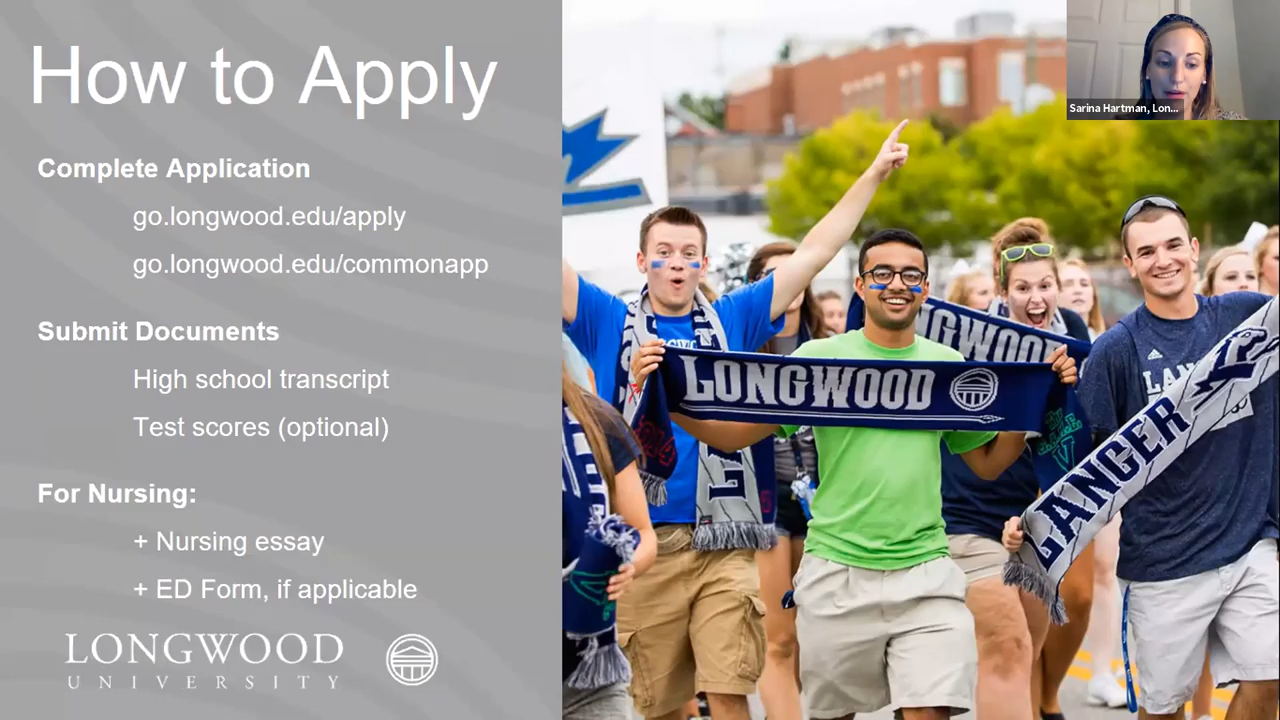 How to Apply
Complete Application
go.longwood.edu/apply
go.longwood.edu/commonapp
Submit Documents
High school transcript
Test scores (optional)
For Nursing:
+ Nursing essay
+ ED Form, if applicable
LONGWOOD
UNIVERSITY
Sarina Hartman, Lon...
NGWOOD
LONGWOOD
LANCER